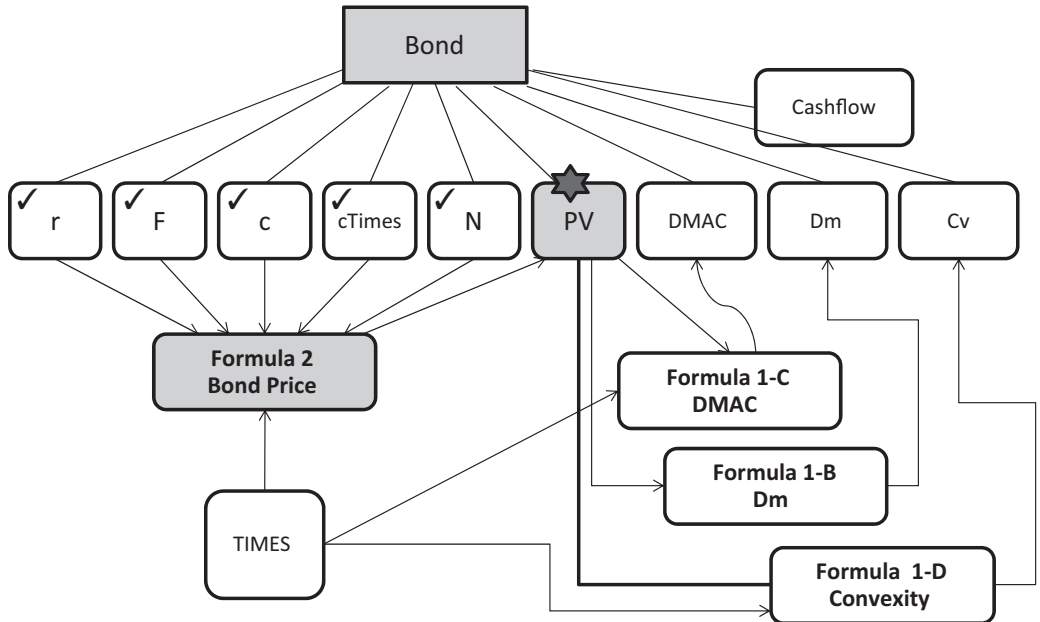 Bond
Cashflow
r
F
c
cTimes
N
PV
DMAC
Dm
Cv
Formula 2
Bond Price
Formula 1-C
DMAC
Formula 1-B
Dm
TIMES
Formula 1-D
Convexity